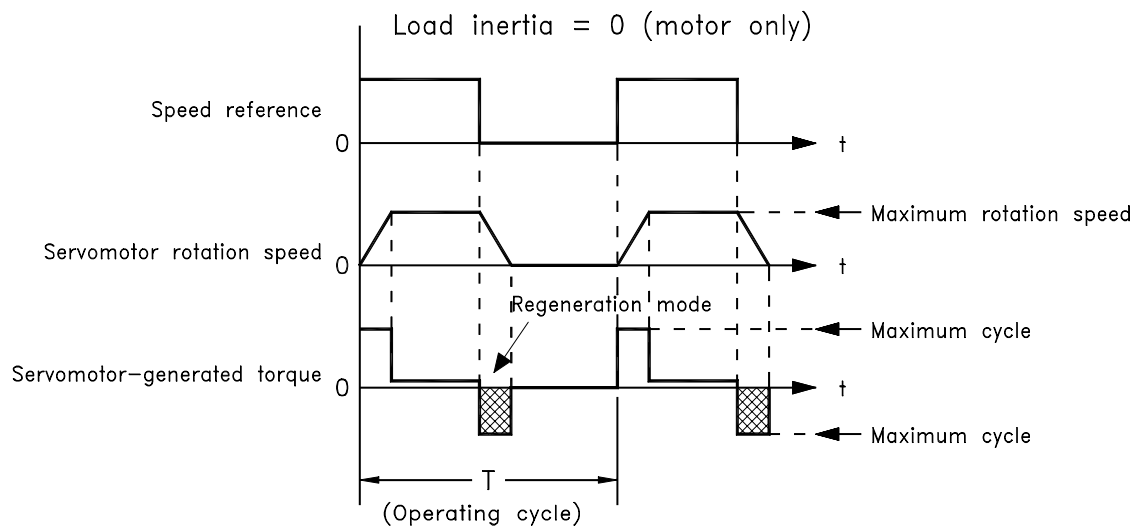 Load inertia = 0 (motor only)
Speed reference
0
t
Maximum rotation speed
Servomotor rotation speed
0
t
Regeneration mode
Maximum cycle
Servomotor-generated torque
0
t
Maximum cycle
T
(Operating cycle)